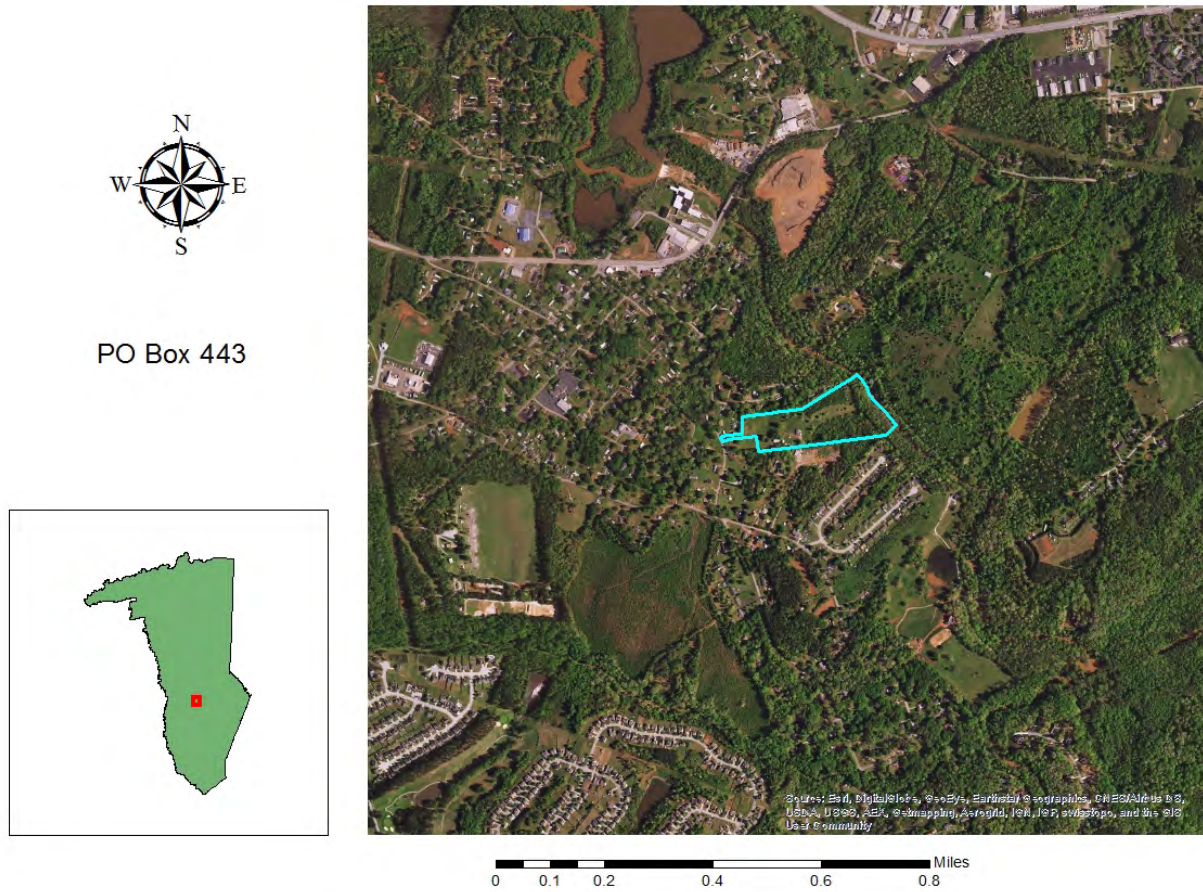 N
W E
S
PO Box 443
Source: Esri, DigitalGlobe, GeoEye, Earthstar Geographics, CNES/Airbus DS,
USDA, USGS, AEX, Getmapping, Aerogrid, IGN, IGP, swisstopo, and the GIS
User Community
Miles
0 0.1 0.2 0.4 0.6 0.8